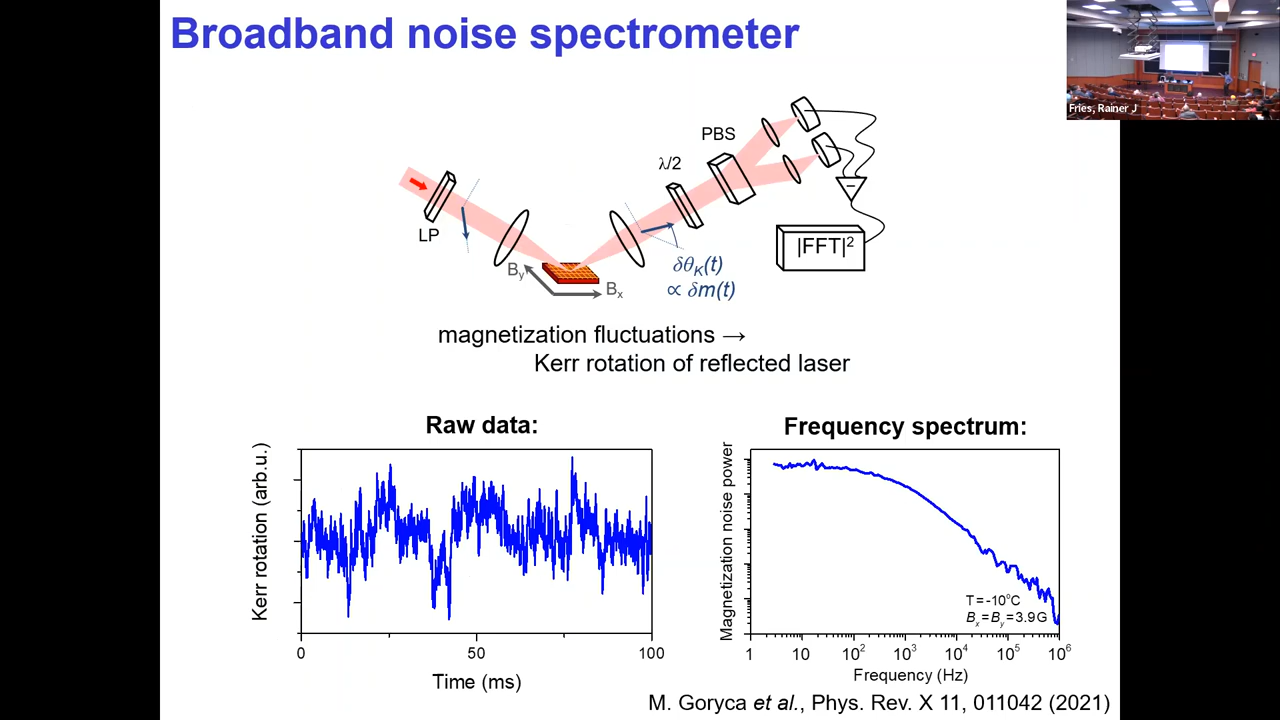 Broadband noise spectrometer
Fries, Rainer J
PBS
λ/2
LP
|FFT|²
δθK(t)
∝ δm(t)
By
Bx
magnetization fluctuations →
Kerr rotation of reflected laser
Raw data:
Frequency spectrum:
Kerr rotation (arb.u.)
0
50
100
Time (ms)
Magnetization noise power
T=-10°C
Bx=By=3.9G
1
10
10²
10³
10⁴
10⁵
10⁶
Frequency (Hz)
M. Goryca et al., Phys. Rev. X 11, 011042 (2021)